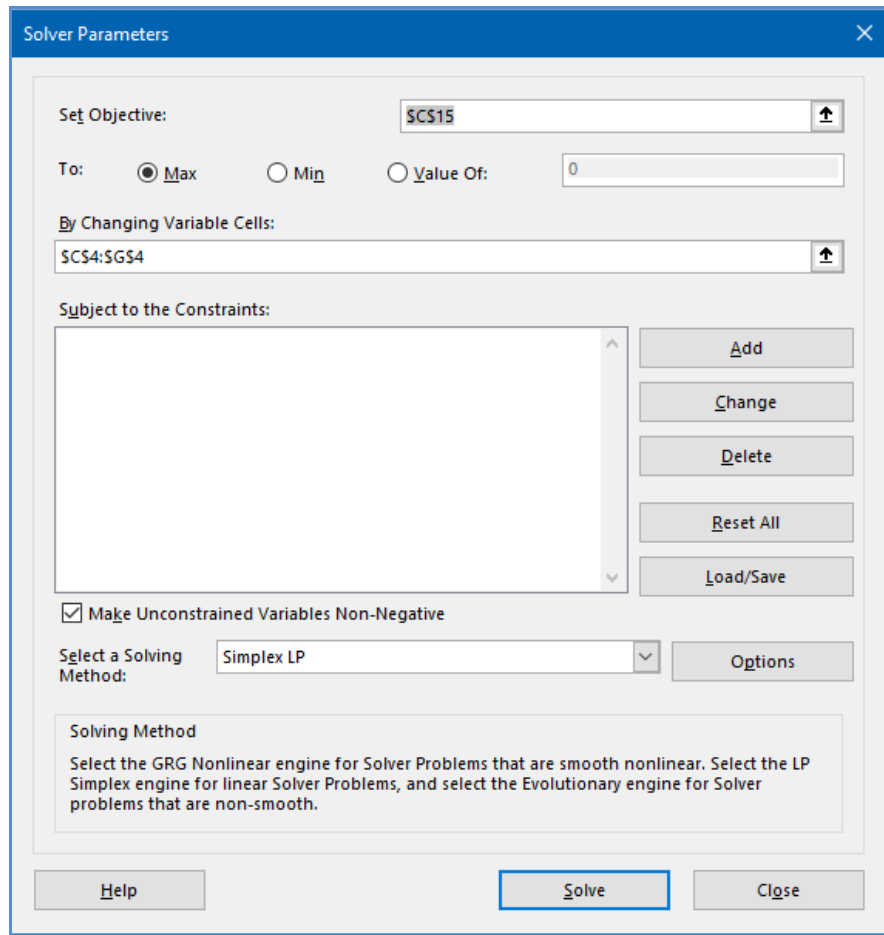 Solver Parameters
Set Objective:
$C$15
To:
Max
Min
Value Of:
0
By Changing Variable Cells:
$C$4:$G$4
Subject to the Constraints:
Add
Change
Delete
Reset All
Load/Save
Make Unconstrained Variables Non-Negative
Select a Solving
Method:
Simplex LP
Options
Solving Method
Select the GRG Nonlinear engine for Solver Problems that are smooth nonlinear. Select the LP
Simplex engine for linear Solver Problems, and select the Evolutionary engine for Solver
problems that are non-smooth.
Help
Solve
Close